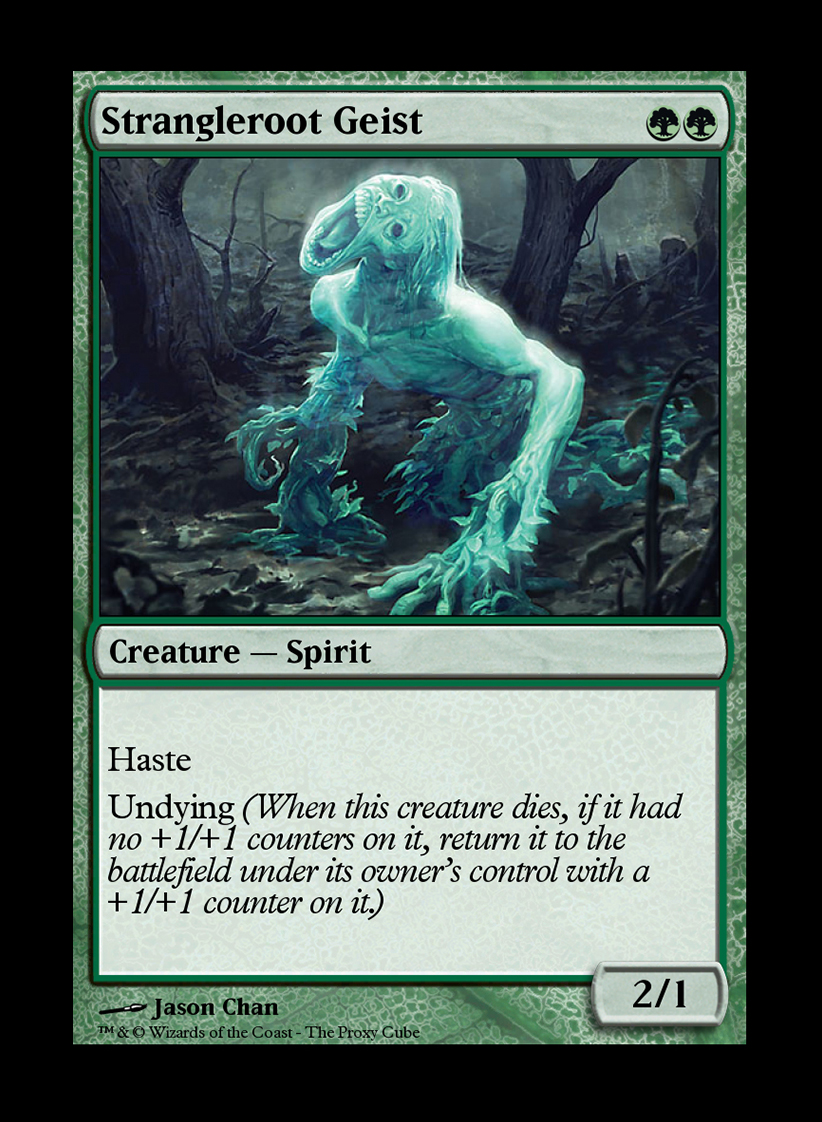 Strangleroot Geist
Creature — Spirit
Haste
Undying (When this creature dies, if it had
no +1/+1 counters on it, return it to the
battlefield under its owner's control with a
+1/+1 counter on it.)
2/1
Jason Chan
™ & © Wizards of the Coast - The Proxy Cube